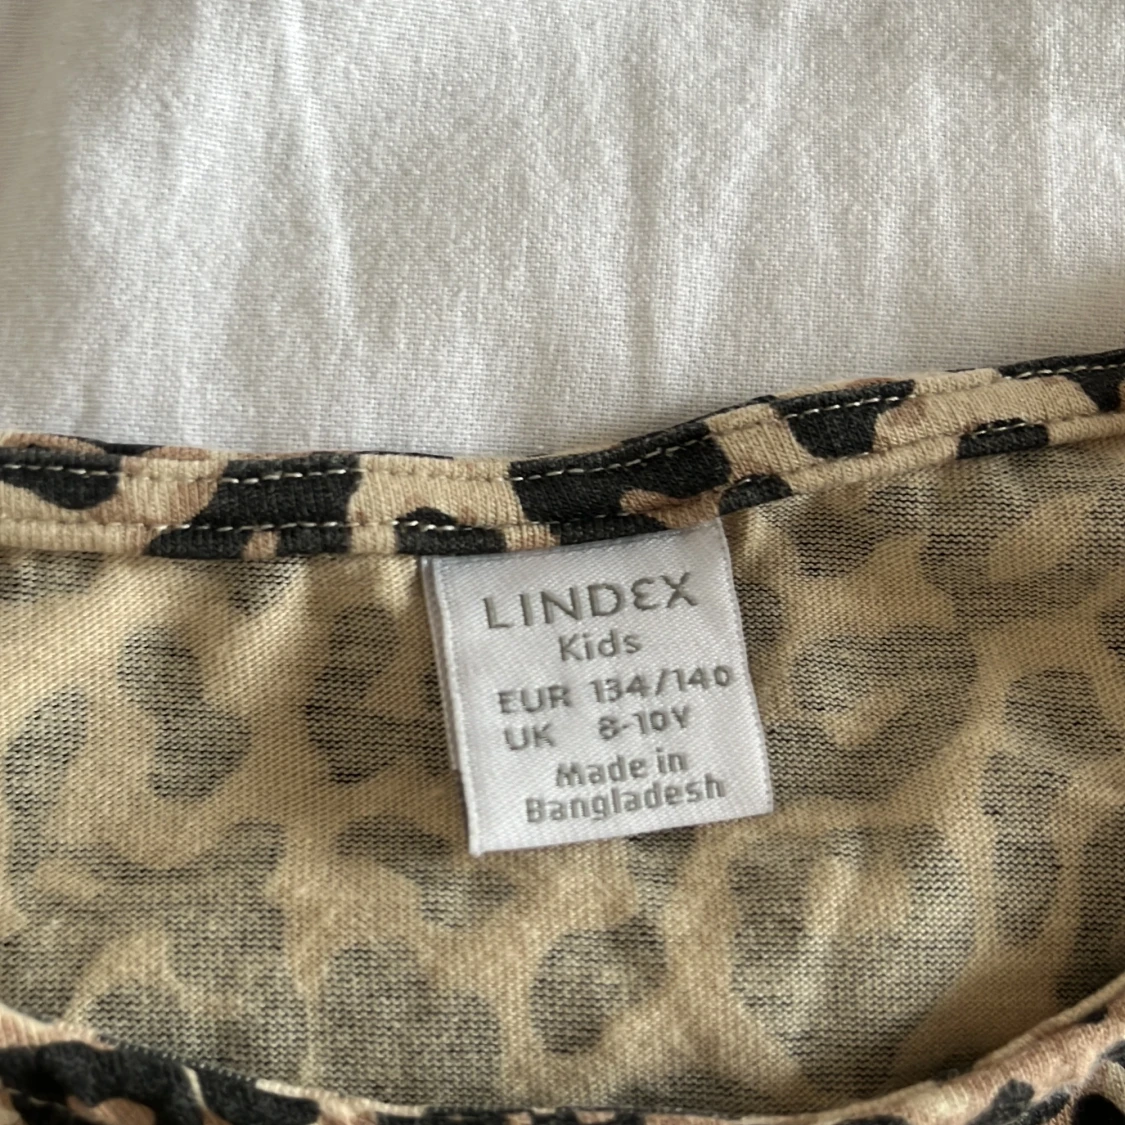 LINDEX
Kids
EUR 134/140
UK 8-10Y
Made in
Bangladesh